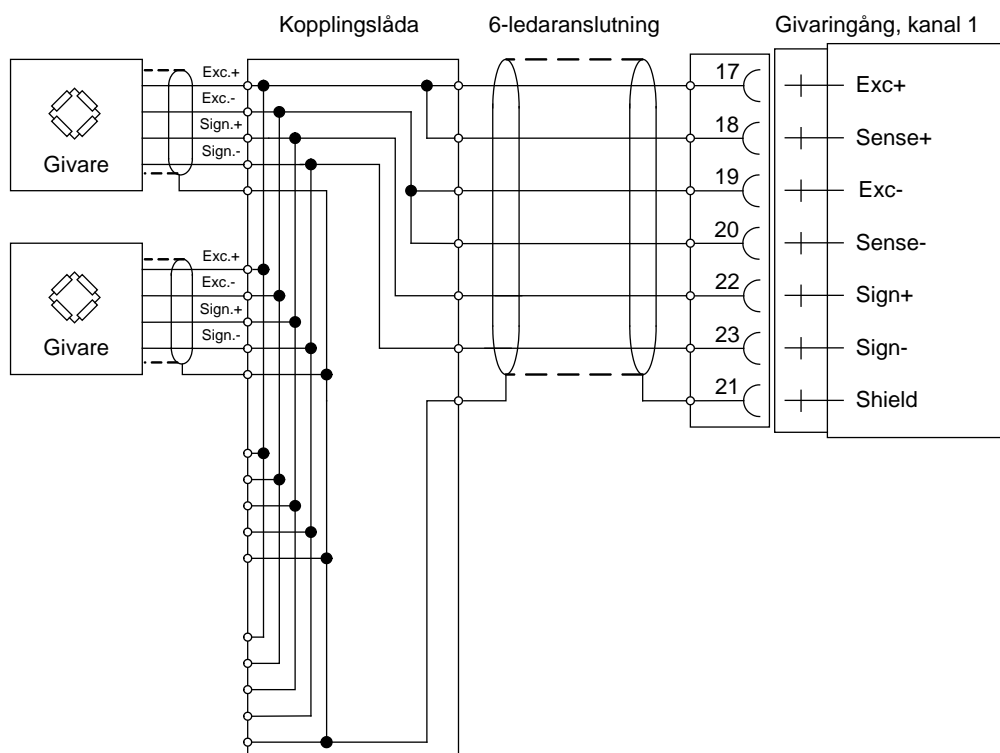 Kopplingslåda
6-ledaranslutning
Givaringång, kanal 1
Exc.+
Exc.-
Sign.+
Sign.-
Givare
Exc.+
Exc.-
Sign.+
Sign.-
Givare
17 Exc+
18 Sense+
19 Exc-
20 Sense-
22 Sign+
23 Sign-
21 Shield